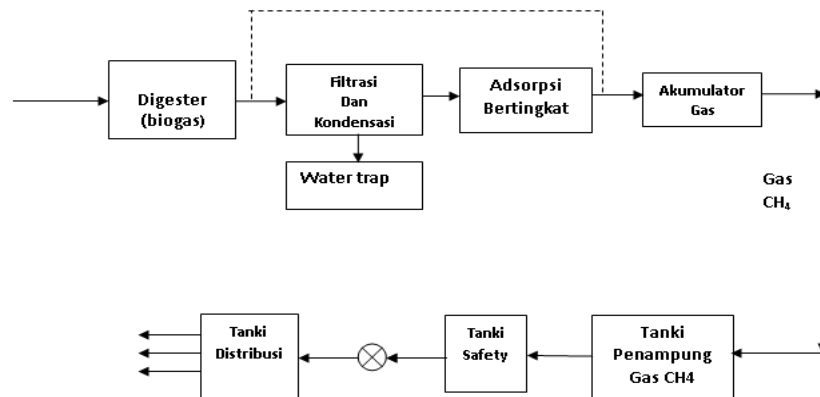 Digester
(biogas)
Filtrasi
Dan
Kondensasi
Adsorpsi
Bertingkat
Akumulator
Gas
Water trap
Gas
CH₄
Tanki
Distribusi
Tanki
Safety
Tanki
Penampung
Gas CH4